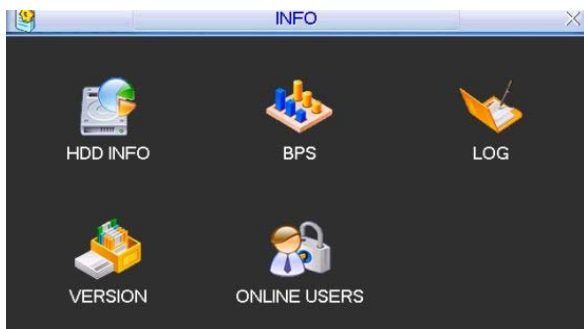 INFO
HDD INFO
BPS
LOG
VERSION
ONLINE USERS